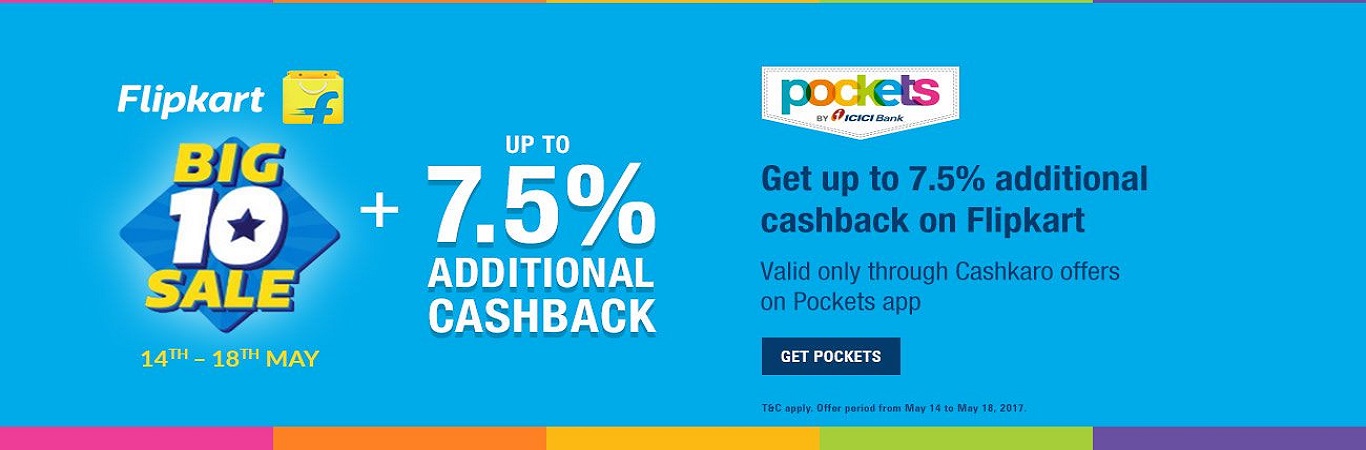 Flipkart
BIG
10
SALE
14TH – 18TH MAY
+
UP TO
7.5%
ADDITIONAL
CASHBACK
pockets
BY ICICI Bank
Get up to 7.5% additional
cashback on Flipkart
Valid only through Cashkaro offers
on Pockets app
GET POCKETS
T&C apply. Offer period from May 14 to May 18, 2017.